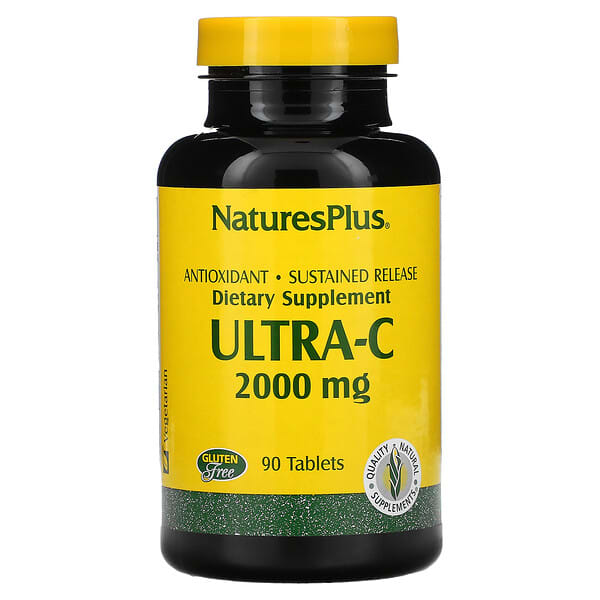 NaturesPlus®
ANTIOXIDANT • SUSTAINED RELEASE
Dietary Supplement
ULTRA-C
2000 mg
Vegetarian
GLUTEN
Free
90 Tablets
QUALITY NATURAL
SUPPLEMENTS